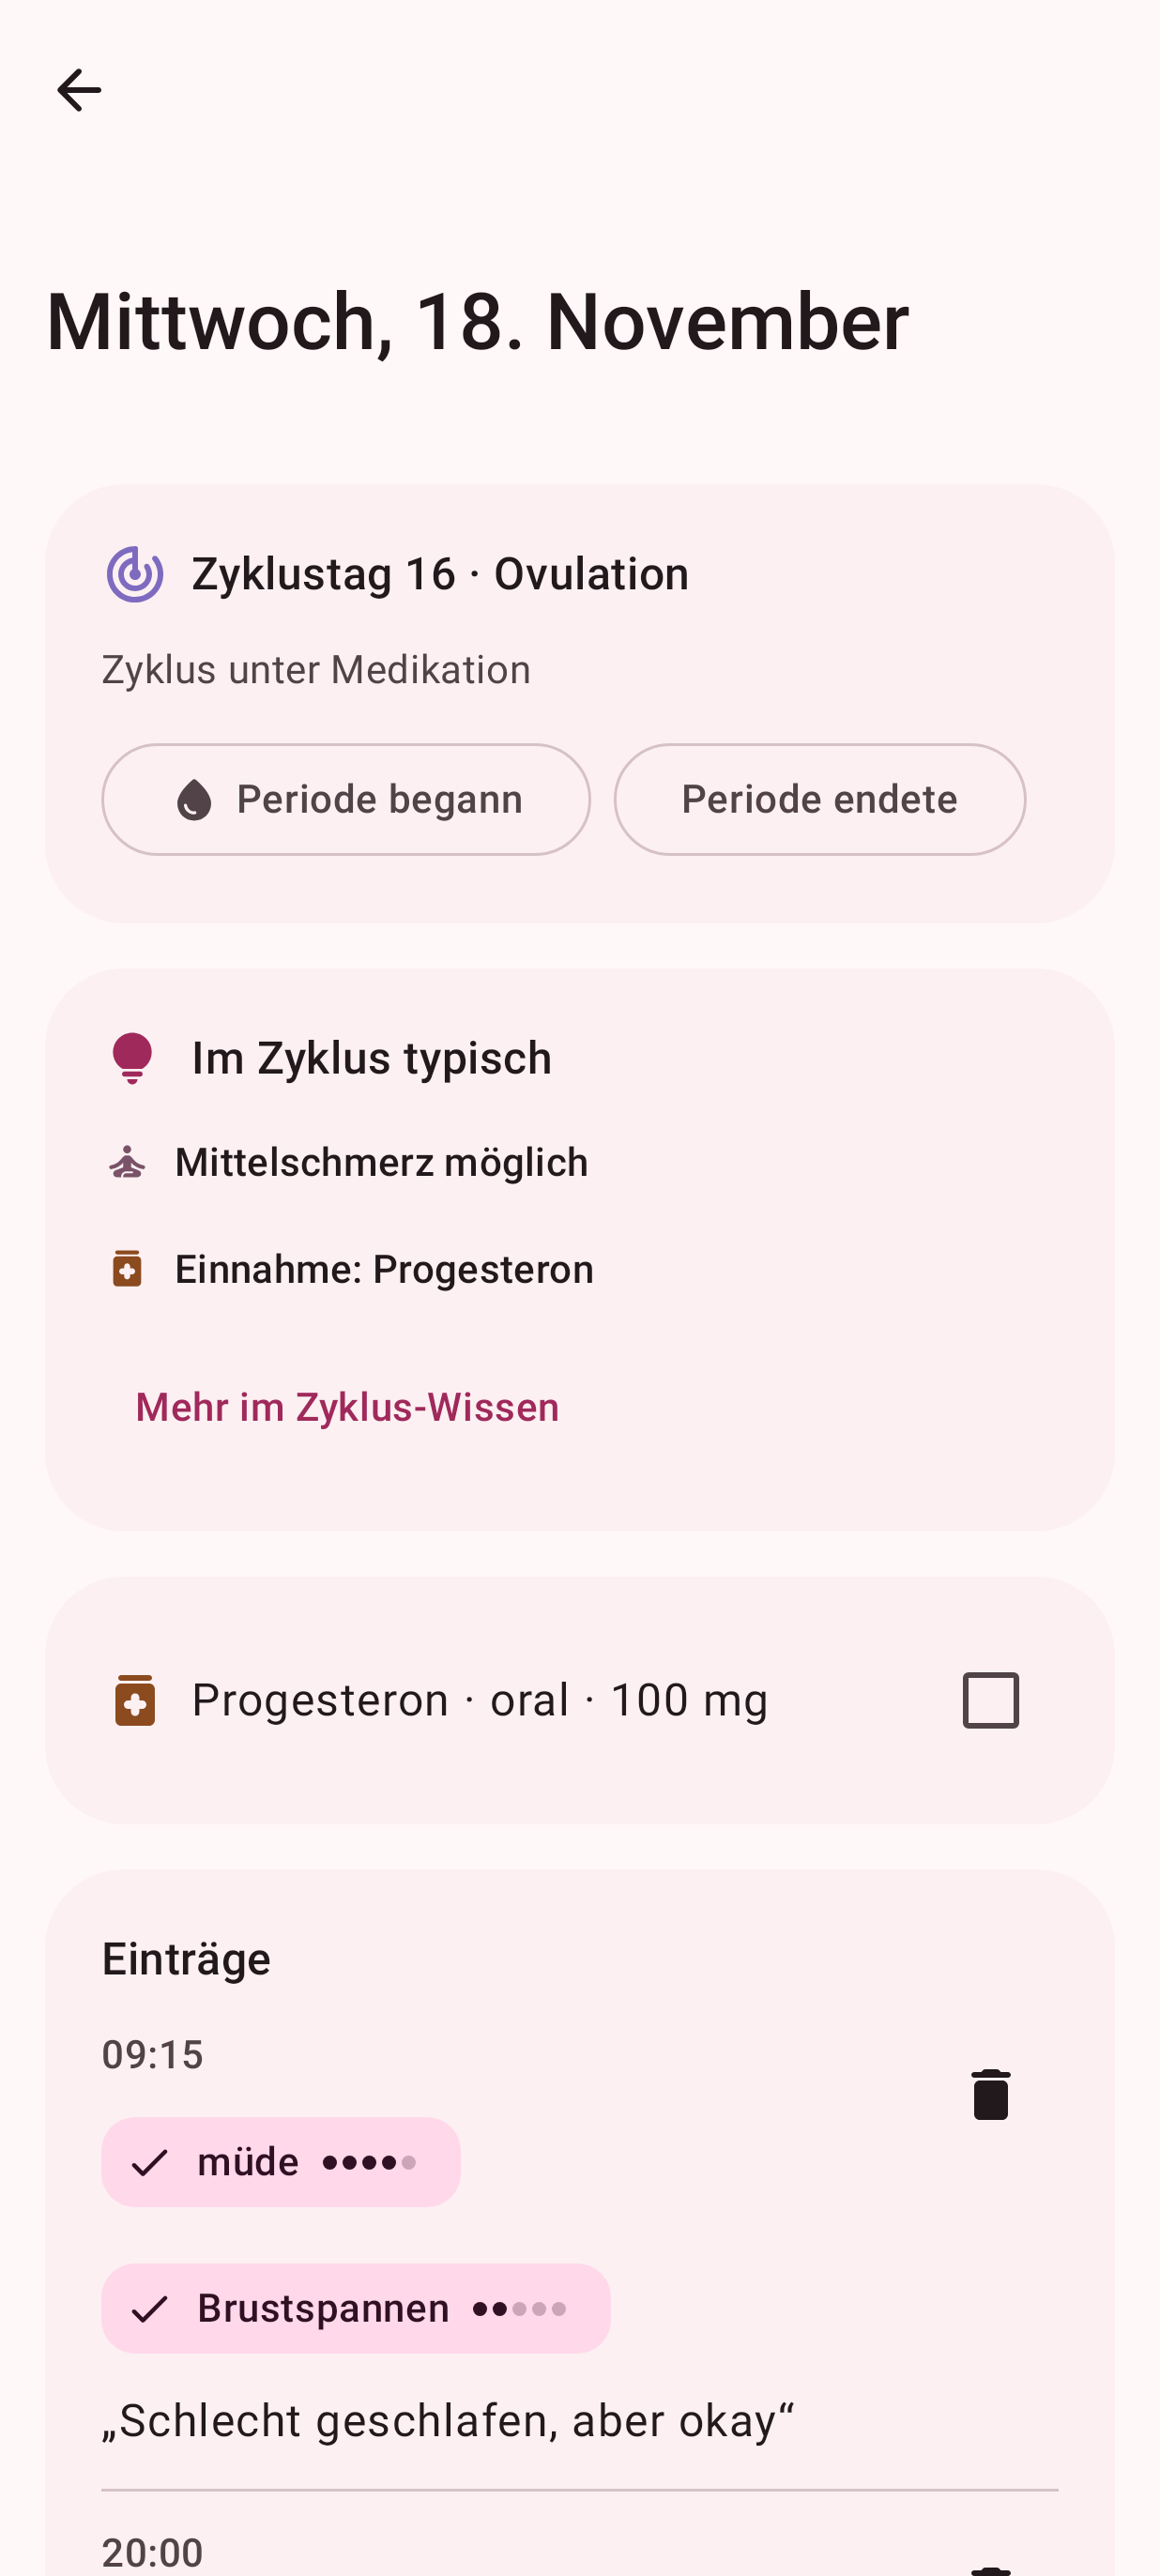 Mittwoch, 18. November
Zyklustag 16 · Ovulation
Zyklus unter Medikation
Periode begann
Periode endete
Im Zyklus typisch
Mittelschmerz möglich
Einnahme: Progesteron
Mehr im Zyklus-Wissen
Progesteron · oral · 100 mg
Einträge
09:15
müde
Brustspannen
„Schlecht geschlafen, aber okay“
20:00